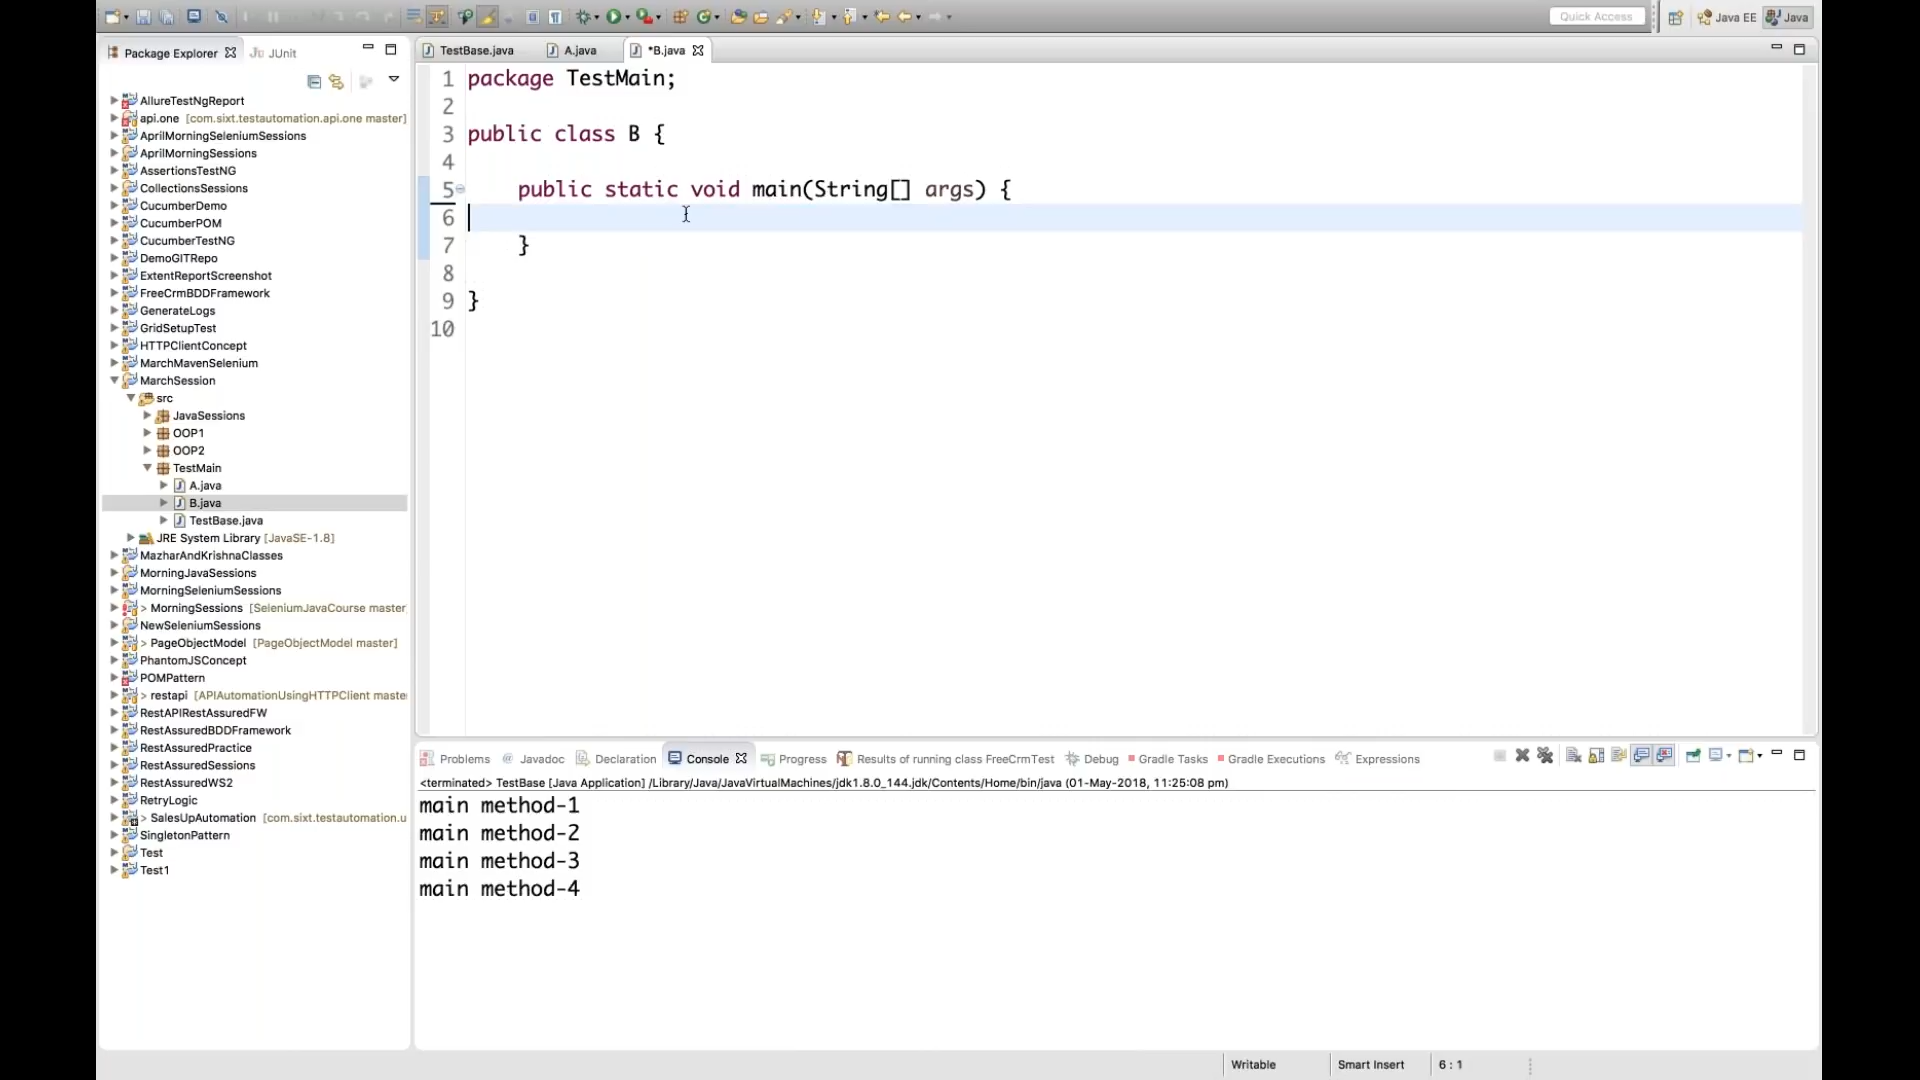 Quick Access
Java EE
Java
Package Explorer
JUnit
AllureTestNgReport
api.one [com.sixt.testautomation.api.one master]
AprilMorningSeleniumSessions
AprilMorningSessions
AssertionsTestNG
CollectionsSessions
CucumberDemo
CucumberPOM
CucumberTestNG
DemoGITRepo
ExtentReportScreenshot
FreeCrmBDDFramework
GenerateLogs
GridSetupTest
HTTPClientConcept
MarchMavenSelenium
MarchSession
src
JavaSessions
OOP1
OOP2
TestMain
A.java
B.java
TestBase.java
JRE System Library [JavaSE-1.8]
MazharAndKrishnaClasses
MorningJavaSessions
MorningSeleniumSessions
> MorningSessions [SeleniumJavaCourse master
NewSeleniumSessions
> PageObjectModel [PageObjectModel master]
PhantomJSConcept
POMPattern
> restapi [APIAutomationUsingHTTPClient maste
RestAPIRestAssuredFW
RestAssuredBDDFramework
RestAssuredPractice
RestAssuredSessions
RestAssuredWS2
RetryLogic
> SalesUpAutomation [com.sixt.testautomation.u
SingletonPattern
Test
Test1
TestBase.java
A.java
*B.java
1 package TestMain;
2
3 public class B {
4
5 public static void main(String[] args) {
6
7 }
8
9 }
10
Problems
@ Javadoc
Declaration
Console
Progress
Results of running class FreeCrmTest
Debug
Gradle Tasks
Gradle Executions
Expressions
<terminated> TestBase [Java Application] /Library/Java/JavaVirtualMachines/jdk1.8.0_144.jdk/Contents/Home/bin/java (01-May-2018, 11:25:08 pm)
main method-1
main method-2
main method-3
main method-4
Writable
Smart Insert
6 : 1